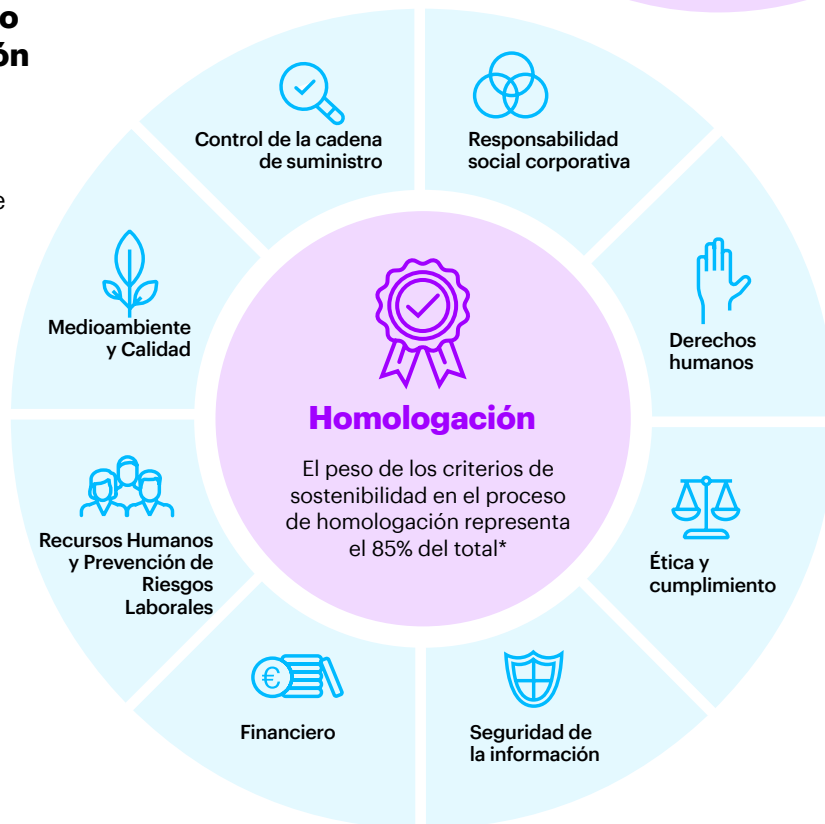 o
ón
e
Control de la cadena
de suministro
Responsabilidad
social corporativa
Medioambiente
y Calidad
Derechos
humanos
Homologación
El peso de los criterios de
sostenibilidad en el proceso
de homologación representa
el 85% del total*
Recursos Humanos
y Prevención de
Riesgos
Laborales
Ética y
cumplimiento
€
Financiero
Seguridad de
la información